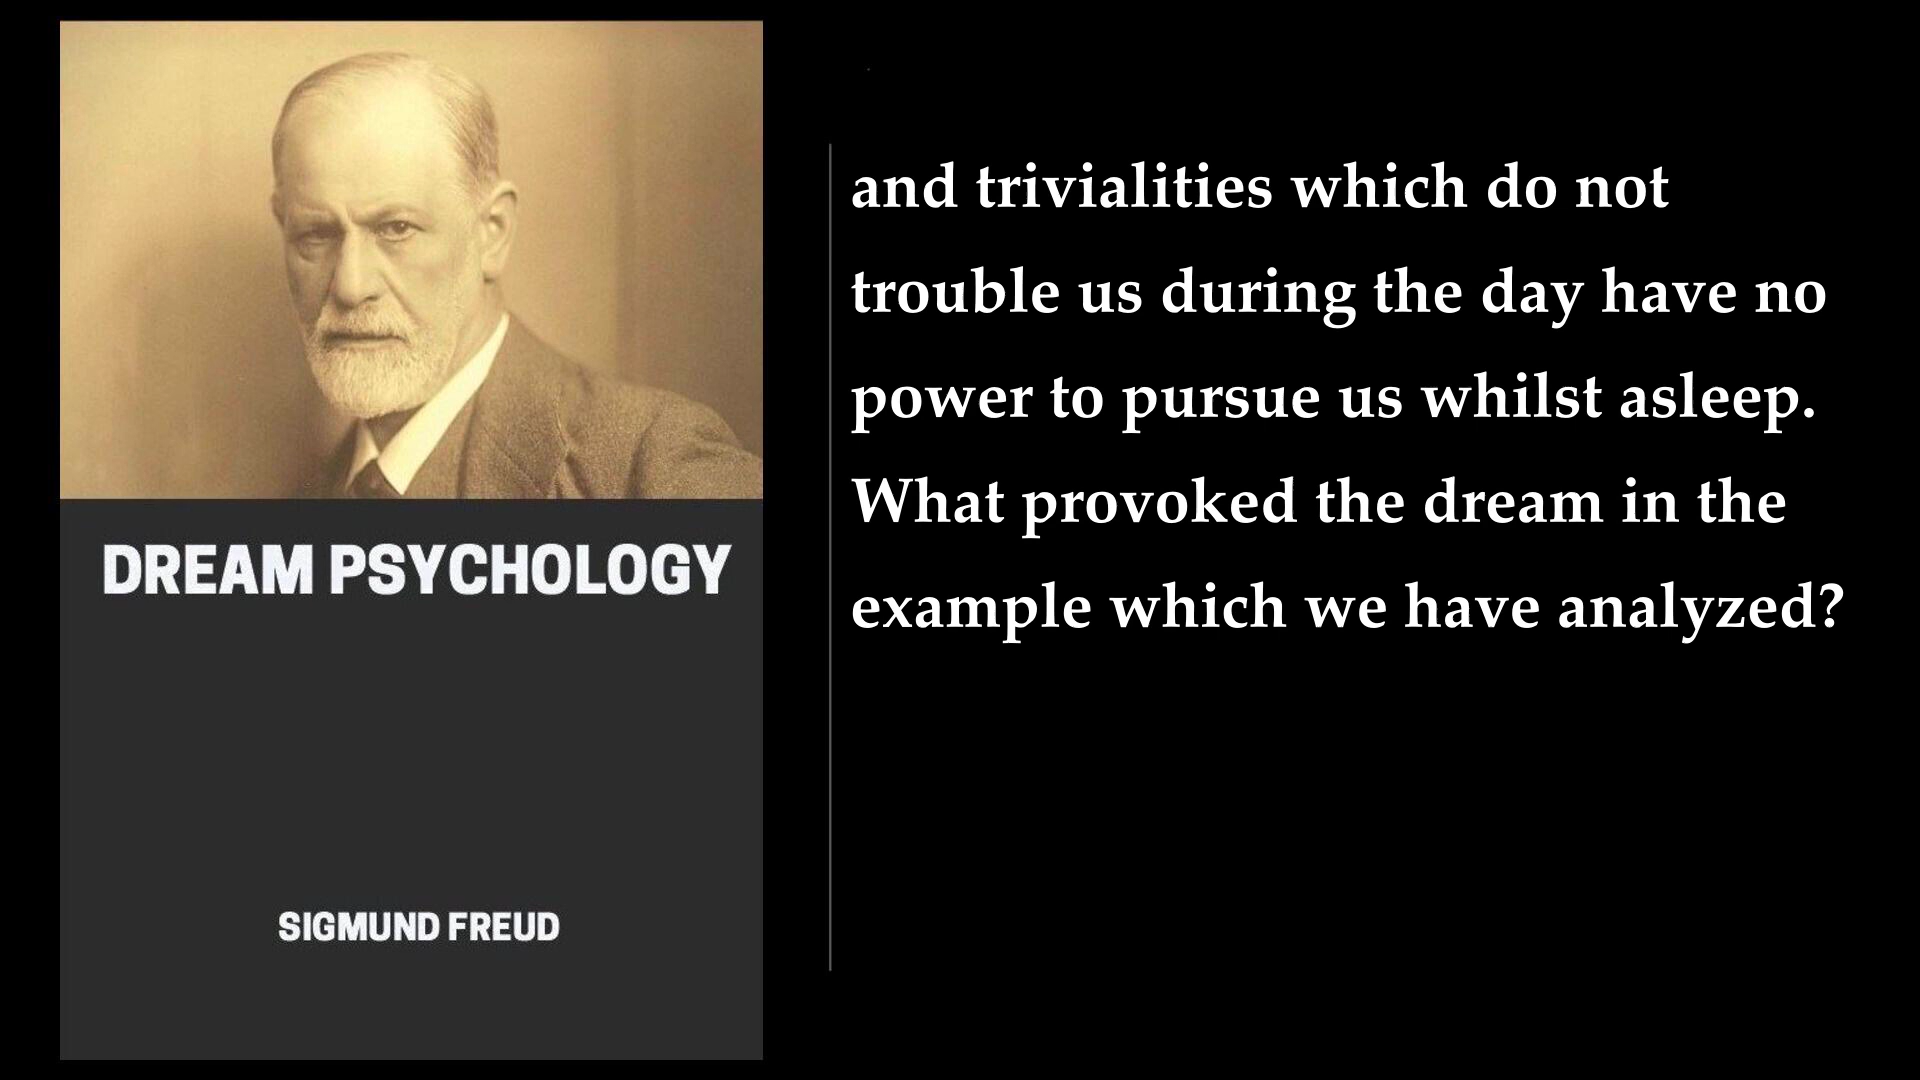 DREAM PSYCHOLOGY
SIGMUND FREUD
and trivialities which do not
trouble us during the day have no
power to pursue us whilst asleep.
What provoked the dream in the
example which we have analyzed?